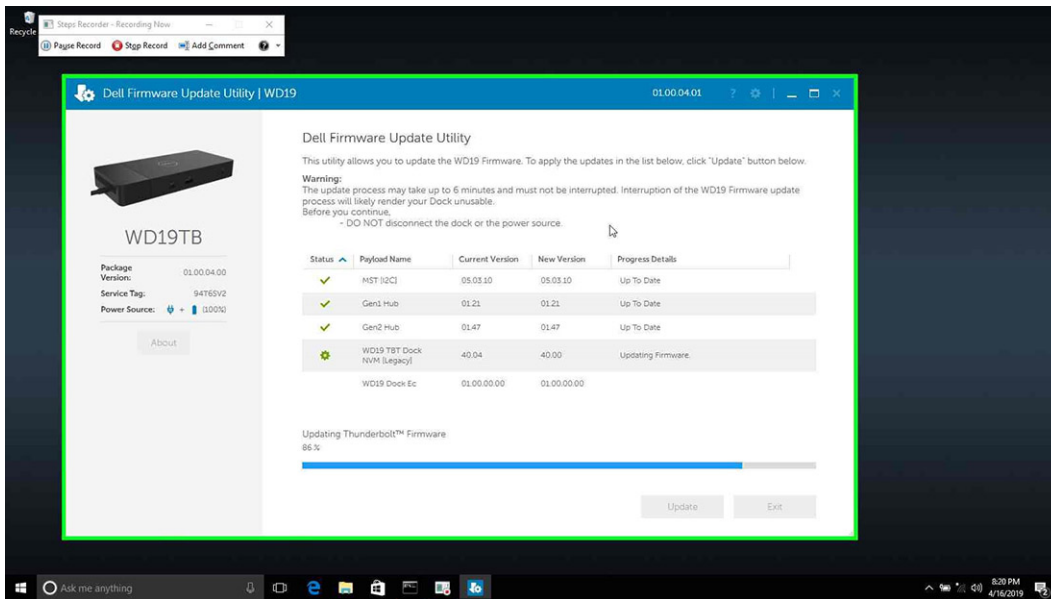 Recycle
Steps Recorder - Recording Now
Pause Record Stop Record Add Comment
Dell Firmware Update Utility | WD19 01.00.04.01 ?
WD19TB
Package Version: 01.00.04.00
Service Tag: 94T6SV2
Power Source: + (100%)
About
Dell Firmware Update Utility
This utility allows you to update the WD19 Firmware. To apply the updates in the list below, click "Update" button below.
Warning:
The update process may take up to 6 minutes and must not be interrupted. Interruption of the WD19 Firmware update
process will likely render your Dock unusable.
Before you continue,
- DO NOT disconnect the dock or the power source.
Status Payload Name Current Version New Version Progress Details
MST [I2C] 05.03.10 05.03.10 Up To Date
Gen1 Hub 01.21 01.21 Up To Date
Gen2 Hub 01.47 01.47 Up To Date
WD19 TBT Dock
NVM [Legacy] 40.04 40.00 Updating Firmware.
WD19 Dock Ec 01.00.00.00 01.00.00.00
Updating Thunderbolt™ Firmware
86 %
Update Exit
Ask me anything
8:20 PM
4/16/2019